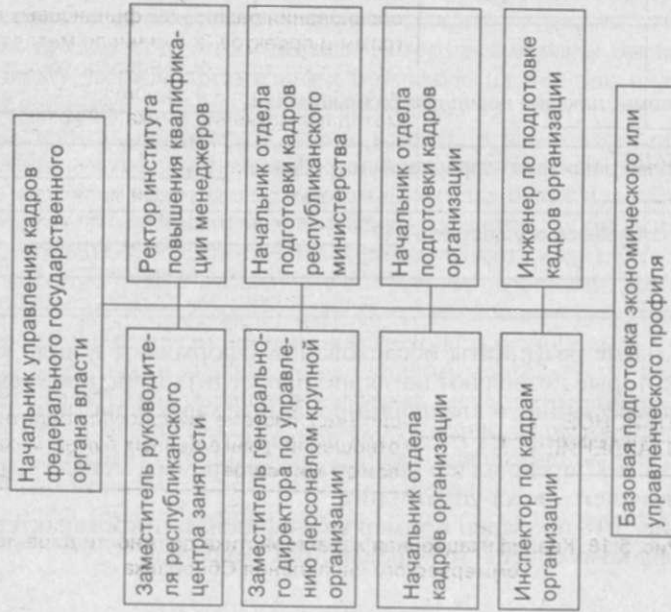 Начальник управления кадров
федерального государственного
органа власти
Заместитель руководите-
ля республиканского
центра занятости
Ректор института
повышения квалифика-
ции менеджеров
Заместитель генерально-
го директора по управле-
нию персоналом крупной
организации
Начальник отдела
подготовки кадров
республиканского
министерства
Начальник отдела
кадров организации
Начальник отдела
подготовки кадров
организации
Инспектор по кадрам
организации
Инженер по подготовке
кадров организации
Базовая подготовка экономического или
управленческого профиля